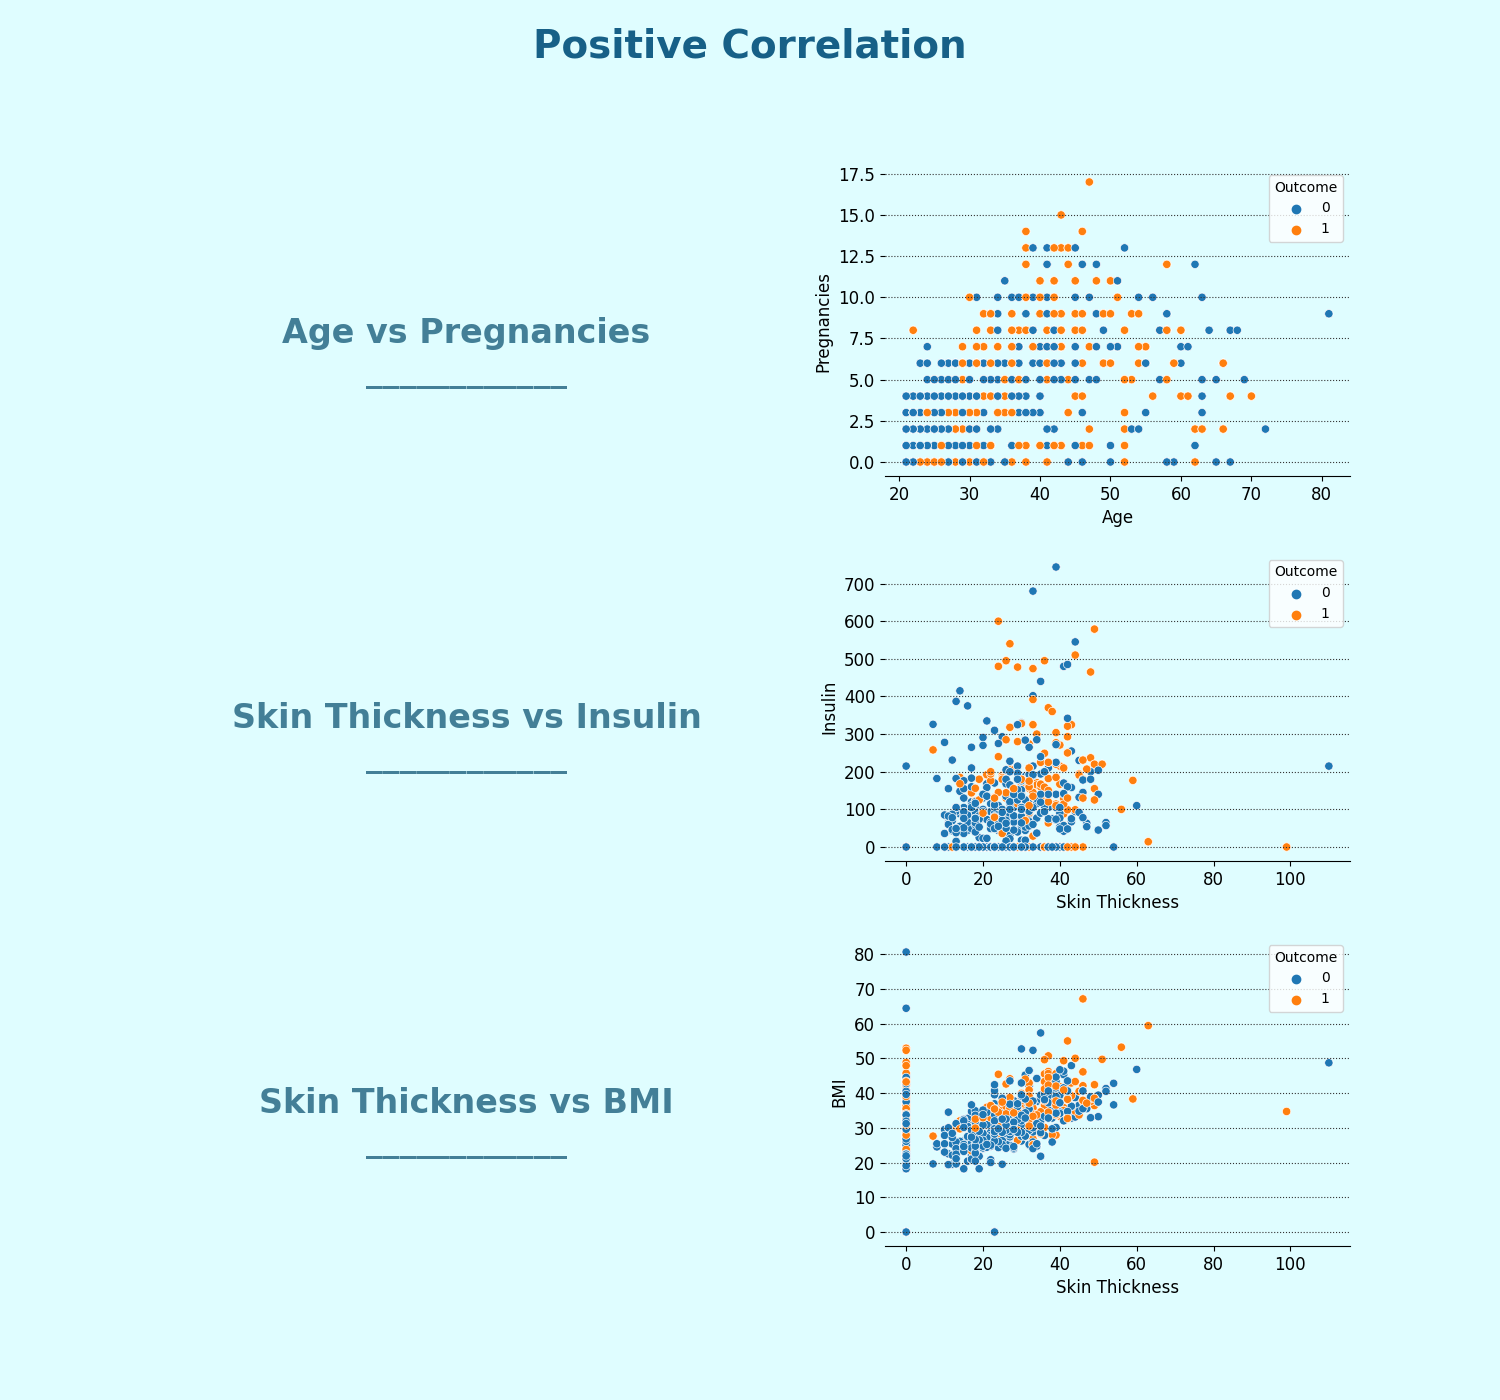 Positive Correlation
Age vs Pregnancies
____________
17.5
15.0
12.5
10.0
7.5
5.0
2.5
0.0
Pregnancies
20 30 40 50 60 70 80
Age
Outcome
0
1
Skin Thickness vs Insulin
____________
700
600
500
400
300
200
100
0
Insulin
0 20 40 60 80 100
Skin Thickness
Outcome
0
1
Skin Thickness vs BMI
____________
80
70
60
50
40
30
20
10
0
BMI
0 20 40 60 80 100
Skin Thickness
Outcome
0
1